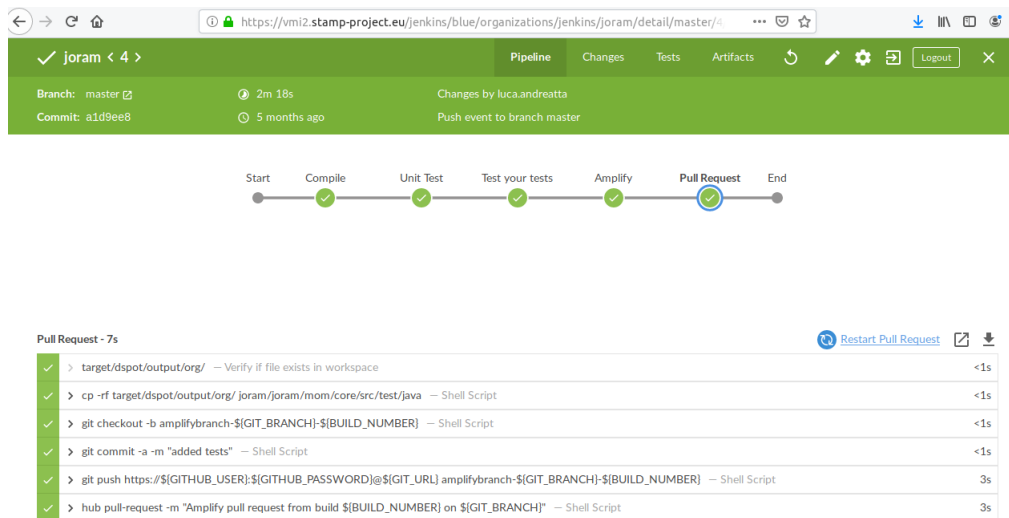 https://vmi2.stamp-project.eu/jenkins/blue/organizations/jenkins/joram/detail/master/4
joram < 4 >
Pipeline Changes Tests Artifacts Logout
Branch: master 2m 18s Changes by luca.andreatta
Commit: a1d9ee8 5 months ago Push event to branch master
Start Compile Unit Test Test your tests Amplify Pull Request End
Pull Request - 7s Restart Pull Request
target/dspot/output/org/ — Verify if file exists in workspace <1s
cp -rf target/dspot/output/org/ joram/joram/mom/core/src/test/java — Shell Script <1s
git checkout -b amplifybranch-${GIT_BRANCH}-${BUILD_NUMBER} — Shell Script <1s
git commit -a -m "added tests" — Shell Script <1s
git push https://${GITHUB_USER}:${GITHUB_PASSWORD}@${GIT_URL} amplifybranch-${GIT_BRANCH}-${BUILD_NUMBER} — Shell Script 3s
hub pull-request -m "Amplify pull request from build ${BUILD_NUMBER} on ${GIT_BRANCH}" — Shell Script 3s